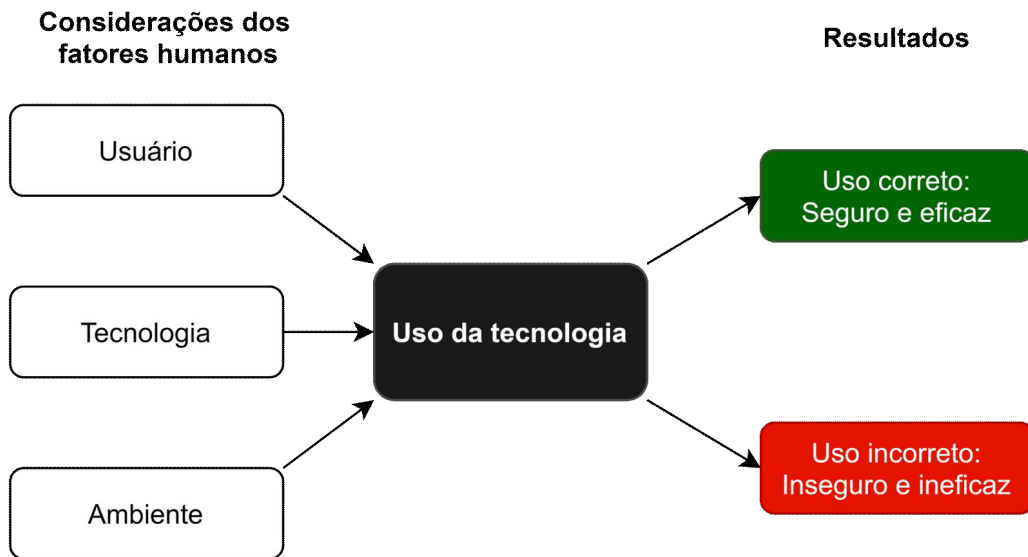 Considerações dos
fatores humanos
Resultados
Usuário
Tecnologia
Ambiente
Uso da tecnologia
Uso correto:
Seguro e eficaz
Uso incorreto:
Inseguro e ineficaz